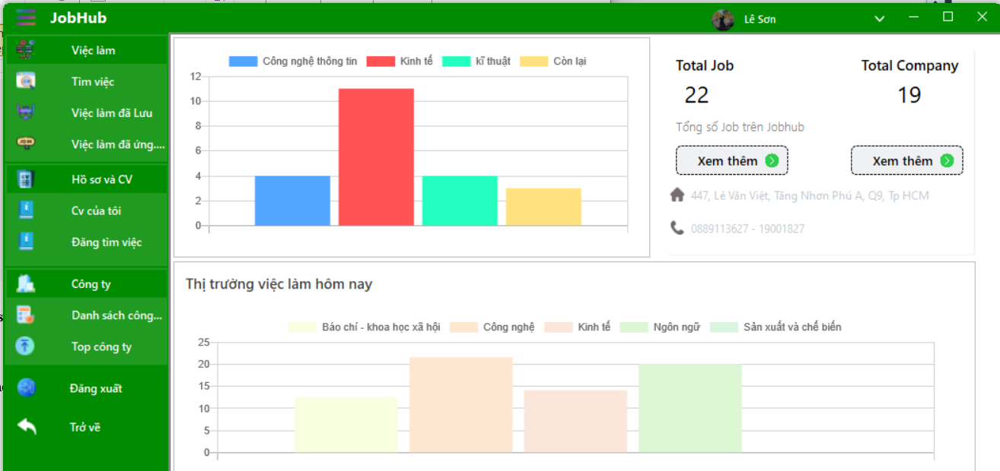 JobHub
Lê Sơn
Việc làm
Tìm việc
Việc làm đã Lưu
Việc làm đã ứng....
Hồ sơ và CV
Cv của tôi
Đăng tìm việc
Công ty
Danh sách công...
Top công ty
Đăng xuất
Trở về
Công nghệ thông tin Kinh tế kĩ thuật Còn lại
12
10
8
6
4
2
0
Total Job
22
Total Company
19
Tổng số Job trên Jobhub
Xem thêm
Xem thêm
447, Lê Văn Việt, Tăng Nhơn Phú A, Q9, Tp HCM
0889113627 - 19001827
Thị trường việc làm hôm nay
Báo chí - khoa học xã hội Công nghệ Kinh tế Ngôn ngữ Sản xuất và chế biến
25
20
15
10
5
0